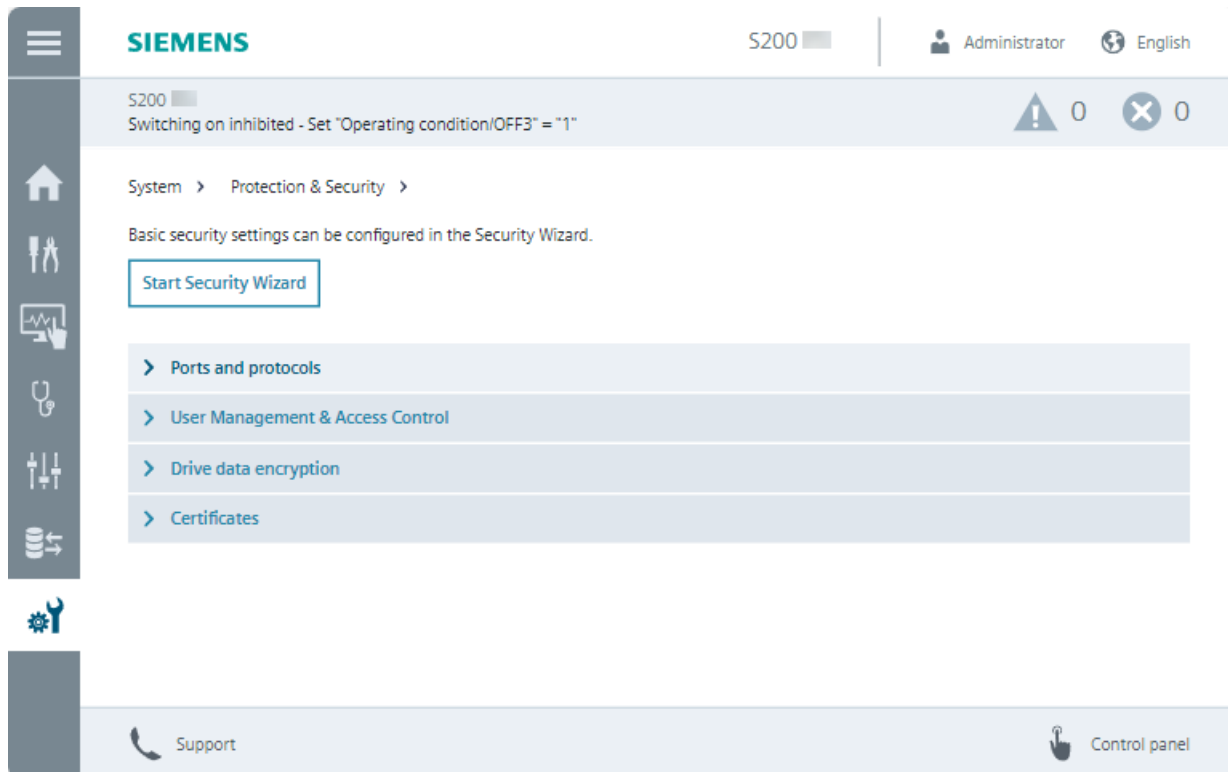 SIEMENS
S200
Administrator
English
S200
Switching on inhibited - Set "Operating condition/OFF3" = "1"
0
0
System > Protection & Security >
Basic security settings can be configured in the Security Wizard.
Start Security Wizard
> Ports and protocols
> User Management & Access Control
> Drive data encryption
> Certificates
Support
Control panel